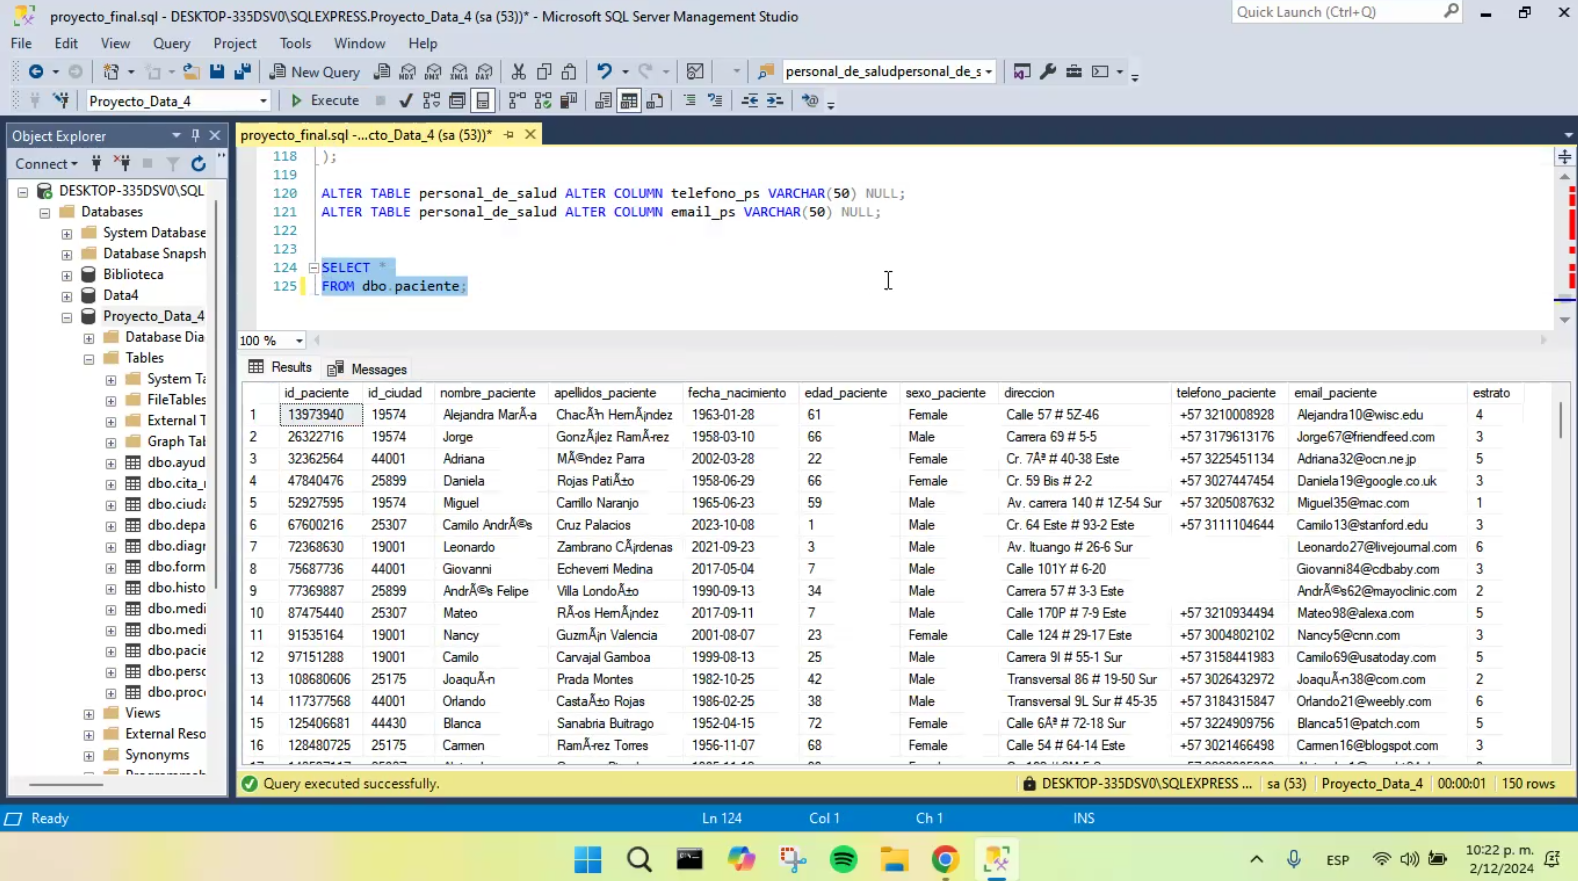 proyecto_final.sql - DESKTOP-335DSV0\SQLEXPRESS.Proyecto_Data_4 (sa (53))* - Microsoft SQL Server Management Studio
Quick Launch (Ctrl+Q)
File Edit View Query Project Tools Window Help
New Query MDX DMX XMLA DAX personal_de_saludpersonal_de_s
Proyecto_Data_4 Execute
Object Explorer
proyecto_final.sql -...cto_Data_4 (sa (53))*
Connect
DESKTOP-335DSV0\SQL
Databases
System Database
Database Snapsh
Biblioteca
Data4
Proyecto_Data_4
Database Dia
Tables
System Ta
FileTables
External T
Graph Tab
dbo.ayud
dbo.cita_
dbo.ciuda
dbo.depa
dbo.diagr
dbo.form
dbo.histo
dbo.medi
dbo.medi
dbo.pacie
dbo.perso
dbo.proc
Views
External Reso
Synonyms
118 );
119
120 ALTER TABLE personal_de_salud ALTER COLUMN telefono_ps VARCHAR(50) NULL;
121 ALTER TABLE personal_de_salud ALTER COLUMN email_ps VARCHAR(50) NULL;
122
123
124 SELECT *
125 FROM dbo.paciente;
100 %
Results Messages
id_paciente id_ciudad nombre_paciente apellidos_paciente fecha_nacimiento edad_paciente sexo_paciente direccion telefono_paciente email_paciente estrato
1 13973940 19574 Alejandra MarÃ-a ChacÃ³n HernÃ¡ndez 1963-01-28 61 Female Calle 57 # 5Z-46 +57 3210008928 Alejandra10@wisc.edu 4
2 26322716 19574 Jorge GonzÃ¡lez RamÃ-rez 1958-03-10 66 Male Carrera 69 # 5-5 +57 3179613176 Jorge67@friendfeed.com 3
3 32362564 44001 Adriana MÃ©ndez Parra 2002-03-28 22 Female Cr. 7Âª # 40-38 Este +57 3225451134 Adriana32@ocn.ne.jp 5
4 47840476 25899 Daniela Rojas PatiÃ±o 1958-06-29 66 Female Cr. 59 Bis # 2-2 +57 3027447454 Daniela19@google.co.uk 3
5 52927595 19574 Miguel Carrillo Naranjo 1965-06-23 59 Male Av. carrera 140 # 1Z-54 Sur +57 3205087632 Miguel35@mac.com 1
6 67600216 25307 Camilo AndrÃ©s Cruz Palacios 2023-10-08 1 Male Cr. 64 Este # 93-2 Este +57 3111104644 Camilo13@stanford.edu 3
7 72368630 19001 Leonardo Zambrano CÃ¡rdenas 2021-09-23 3 Male Av. Ituango # 26-6 Sur Leonardo27@livejournal.com 6
8 75687736 44001 Giovanni Echeverri Medina 2017-05-04 7 Male Calle 101Y # 6-20 Giovanni84@cdbaby.com 3
9 77369887 25899 AndrÃ©s Felipe Villa LondoÃ±o 1990-09-13 34 Male Carrera 57 # 3-3 Este AndrÃ©s62@mayoclinic.com 2
10 87475440 25307 Mateo RÃ-os HernÃ¡ndez 2017-09-11 7 Male Calle 170P # 7-9 Este +57 3210934494 Mateo98@alexa.com 5
11 91535164 19001 Nancy GuzmÃ¡n Valencia 2001-08-07 23 Female Calle 124 # 29-17 Este +57 3004802102 Nancy5@cnn.com 3
12 97151288 19001 Camilo Carvajal Gamboa 1999-08-13 25 Male Carrera 9I # 55-1 Sur +57 3158441983 Camilo69@usatoday.com 5
13 108680606 25175 JoaquÃ-n Prada Montes 1982-10-25 42 Male Transversal 86 # 19-50 Sur +57 3026432972 JoaquÃ-n38@com.com 2
14 117377568 44001 Orlando CastaÃ±o Rojas 1986-02-25 38 Male Transversal 9L Sur # 45-35 +57 3184315847 Orlando21@weebly.com 6
15 125406681 44430 Blanca Sanabria Buitrago 1952-04-15 72 Female Calle 6Âª # 72-18 Sur +57 3224909756 Blanca51@patch.com 5
16 128480725 25175 Carmen RamÃ-rez Torres 1956-11-07 68 Female Calle 54 # 64-14 Este +57 3021466498 Carmen16@blogspot.com 3
Query executed successfully. DESKTOP-335DSV0\SQLEXPRESS ... sa (53) Proyecto_Data_4 00:00:01 150 rows
Ready Ln 124 Col 1 Ch 1 INS
ESP
10:22 p. m.
2/12/2024